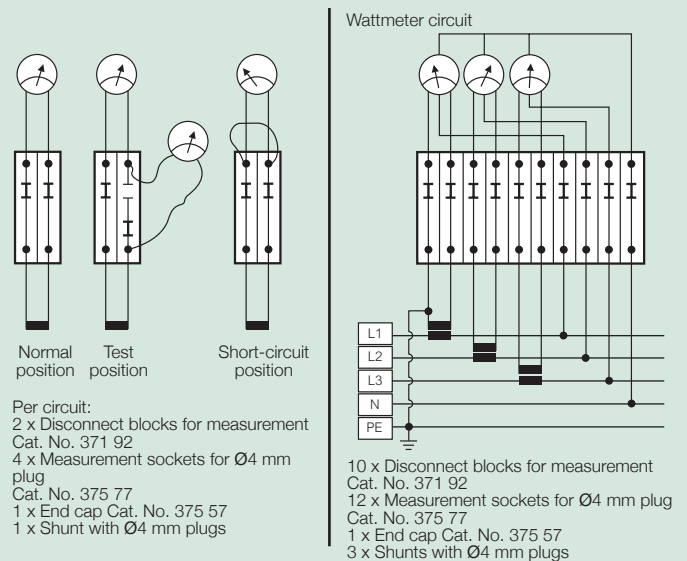 Normal position
Test position
Short-circuit position
Per circuit:
2 x Disconnect blocks for measurement
Cat. No. 371 92
4 x Measurement sockets for Ø4 mm
plug
Cat. No. 375 77
1 x End cap Cat. No. 375 57
1 x Shunt with Ø4 mm plugs
Wattmeter circuit
L1
L2
L3
N
PE
10 x Disconnect blocks for measurement
Cat. No. 371 92
12 x Measurement sockets for Ø4 mm plug
Cat. No. 375 77
1 x End cap Cat. No. 375 57
3 x Shunts with Ø4 mm plugs